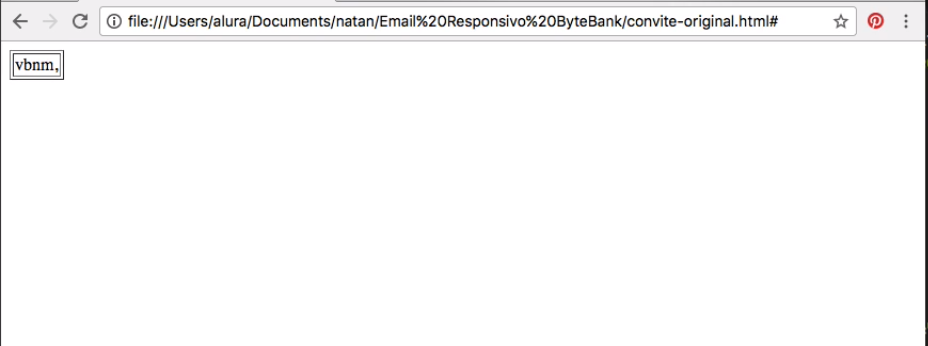 file:///Users/alura/Documents/natan/Email%20Responsivo%20ByteBank/convite-original.html#
vbnm,